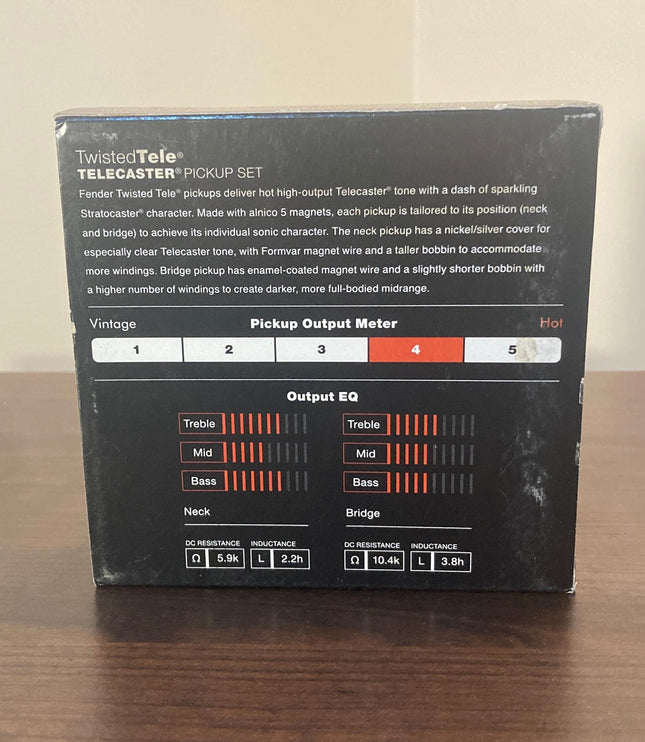 TwistedTele®
TELECASTER® PICKUP SET
Fender Twisted Tele® pickups deliver hot high-output Telecaster® tone with a dash of sparkling
Stratocaster® character. Made with alnico 5 magnets, each pickup is tailored to its position (neck
and bridge) to achieve its individual sonic character. The neck pickup has a nickel/silver cover for
especially clear Telecaster tone, with Formvar magnet wire and a taller bobbin to accommodate
more windings. Bridge pickup has enamel-coated magnet wire and a slightly shorter bobbin with
a higher number of windings to create darker, more full-bodied midrange.
Vintage Pickup Output Meter Hot
1 2 3 4 5
Output EQ
Treble Treble
Mid Mid
Bass Bass
Neck Bridge
DC RESISTANCE INDUCTANCE DC RESISTANCE INDUCTANCE
Ω 5.9k L 2.2h Ω 10.4k L 3.8h